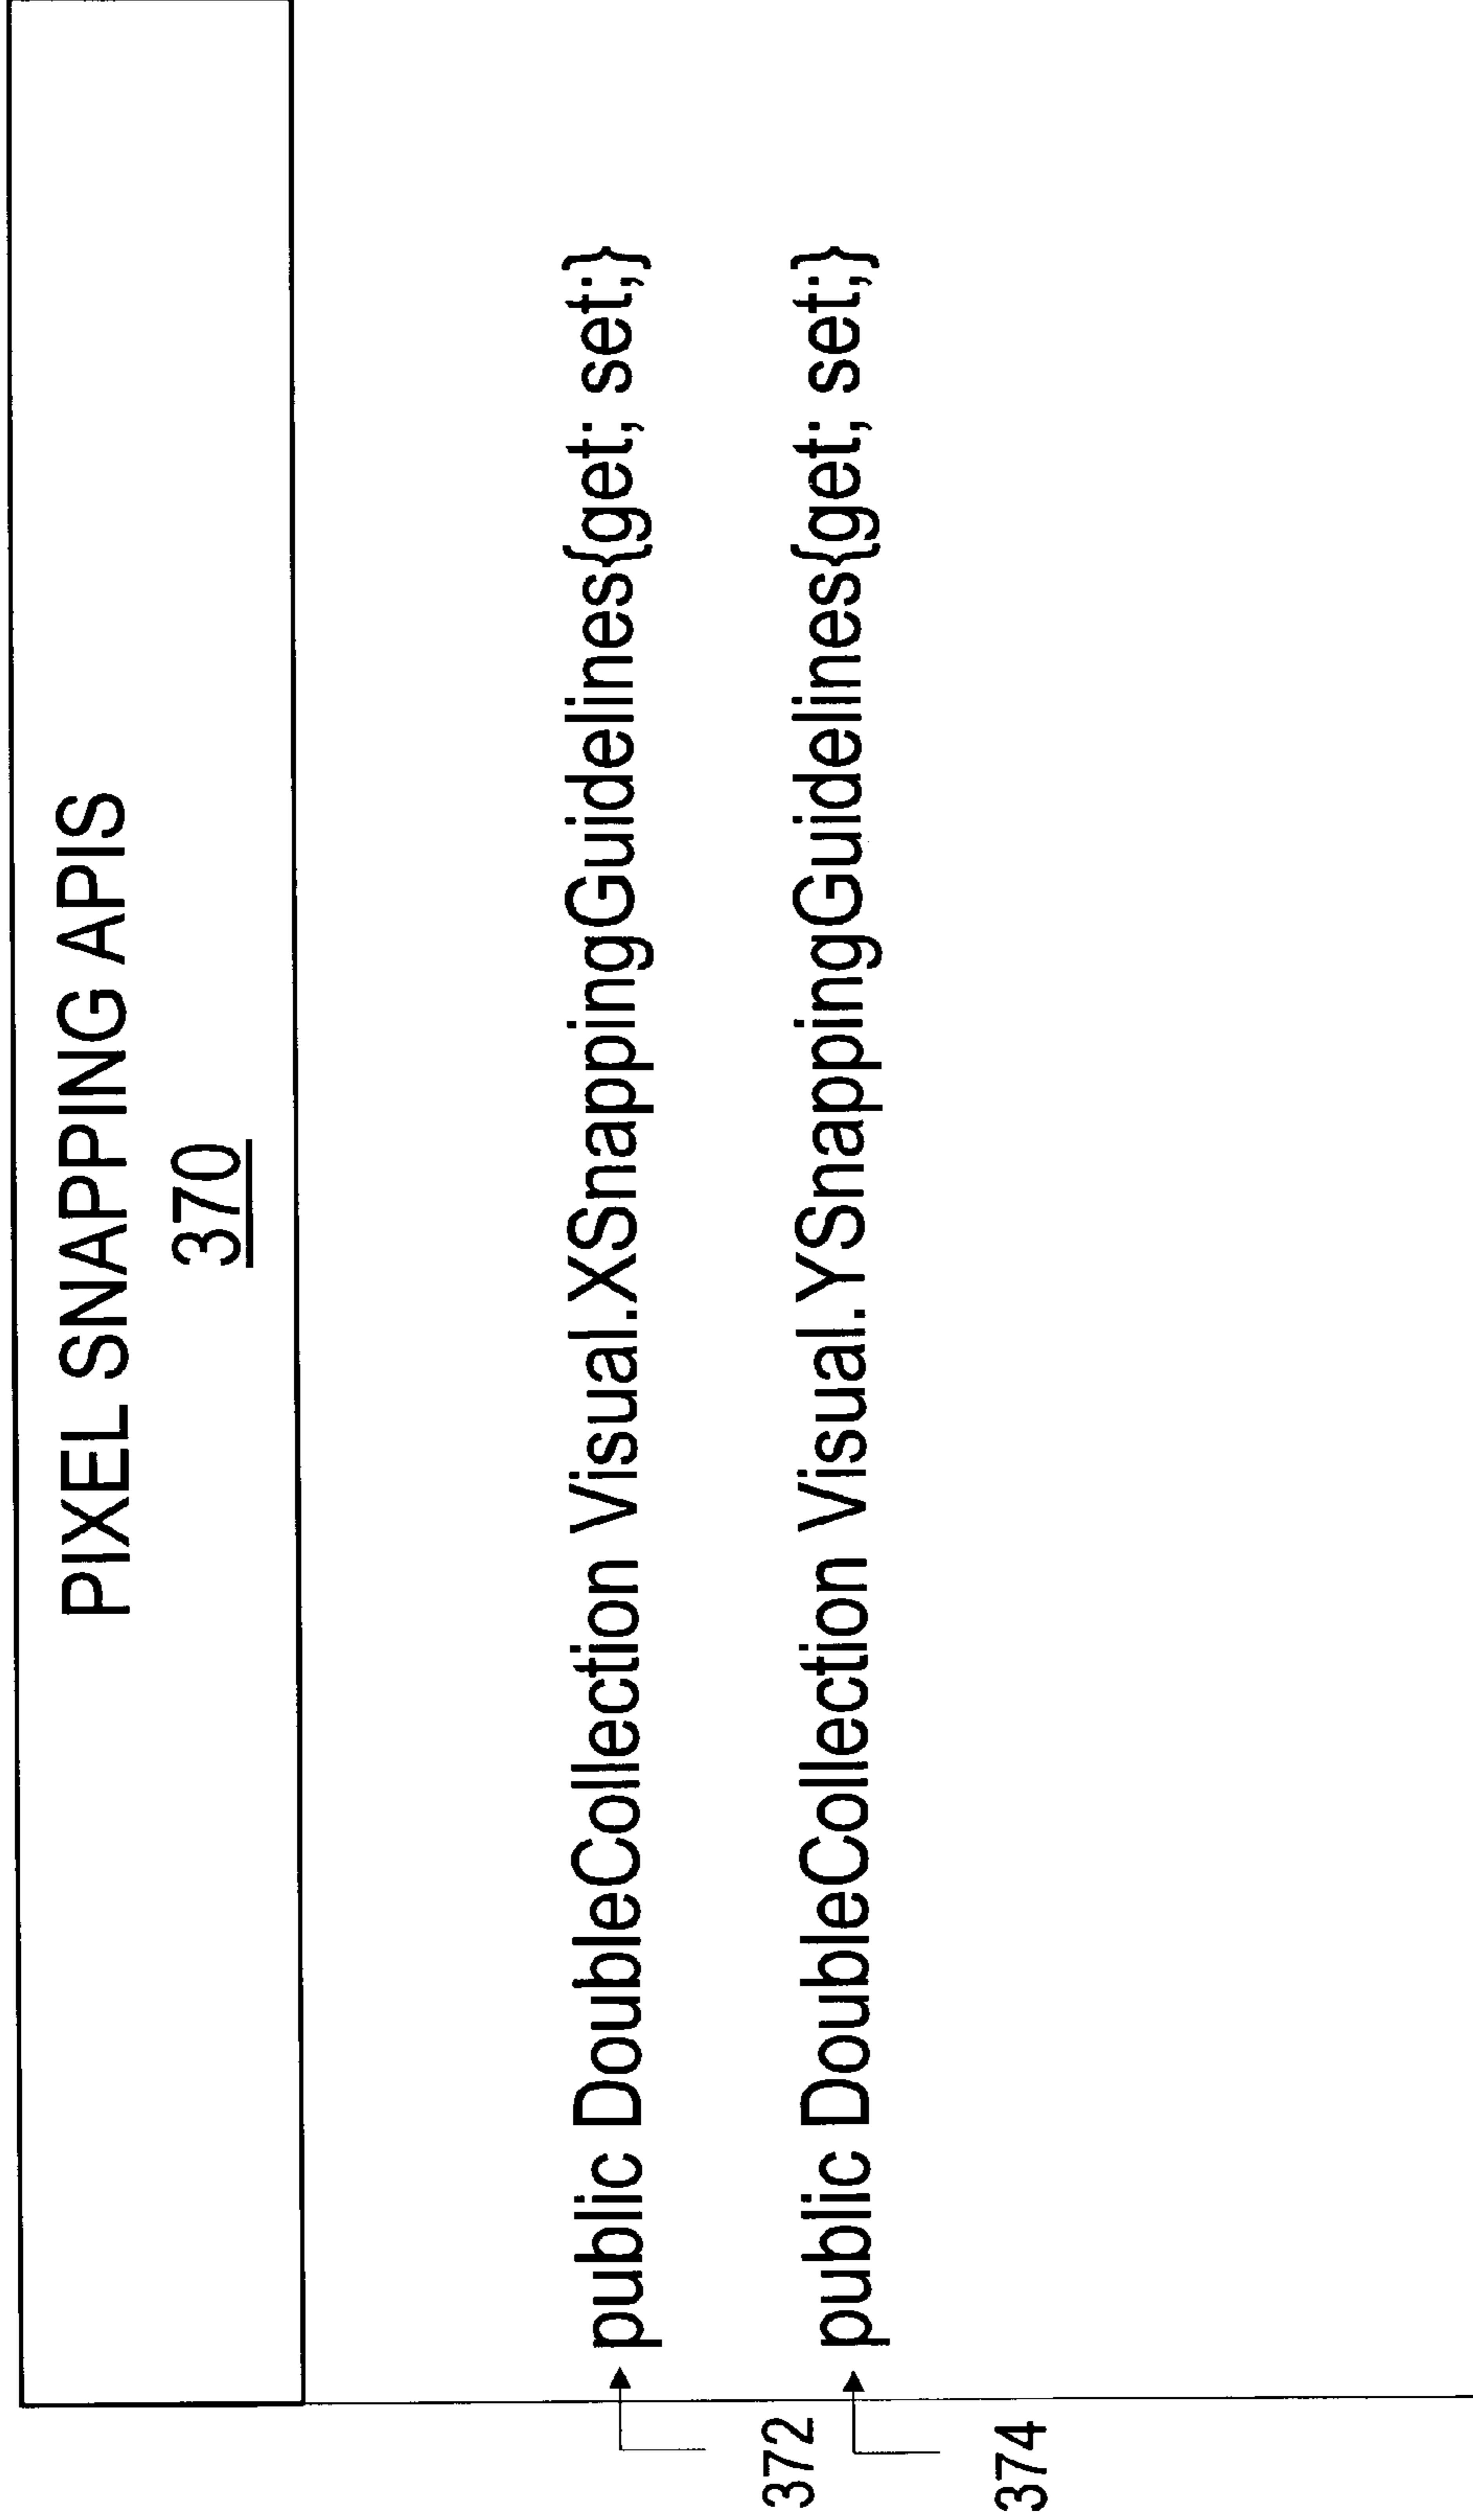 PIXEL SNAPPING APIS
370
public DoubleCollection Visual.XSnappingGuidelines{get; set;}
372
public DoubleCollection Visual.YSnappingGuidelines{get; set;}
374